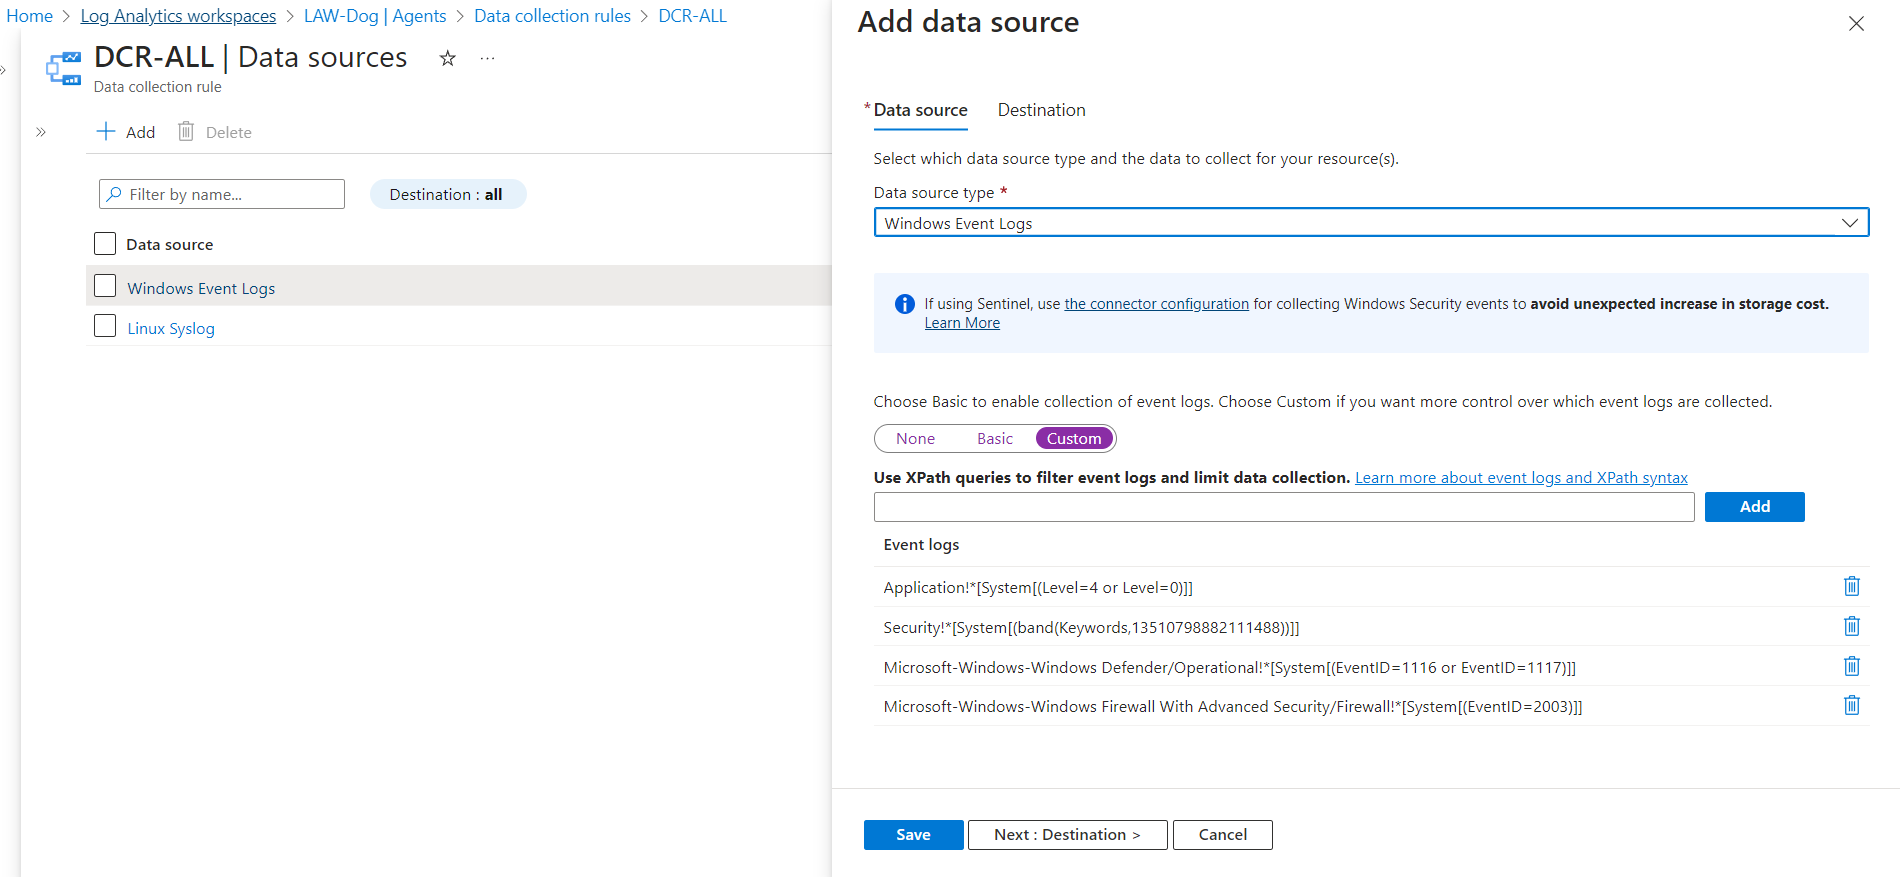 Home > Log Analytics workspaces > LAW-Dog | Agents > Data collection rules > DCR-ALL
DCR-ALL | Data sources
Data collection rule
Add Delete
Filter by name...
Destination : all
Data source
Windows Event Logs
Linux Syslog
Add data source
* Data source Destination
Select which data source type and the data to collect for your resource(s).
Data source type *
Windows Event Logs
If using Sentinel, use the connector configuration for collecting Windows Security events to avoid unexpected increase in storage cost.
Learn More
Choose Basic to enable collection of event logs. Choose Custom if you want more control over which event logs are collected.
None Basic Custom
Use XPath queries to filter event logs and limit data collection. Learn more about event logs and XPath syntax
Add
Event logs
Application!*[System[(Level=4 or Level=0)]]
Security!*[System[(band(Keywords,13510798882111488))]]
Microsoft-Windows-Windows Defender/Operational!*[System[(EventID=1116 or EventID=1117)]]
Microsoft-Windows-Windows Firewall With Advanced Security/Firewall!*[System[(EventID=2003)]]
Save Next : Destination > Cancel